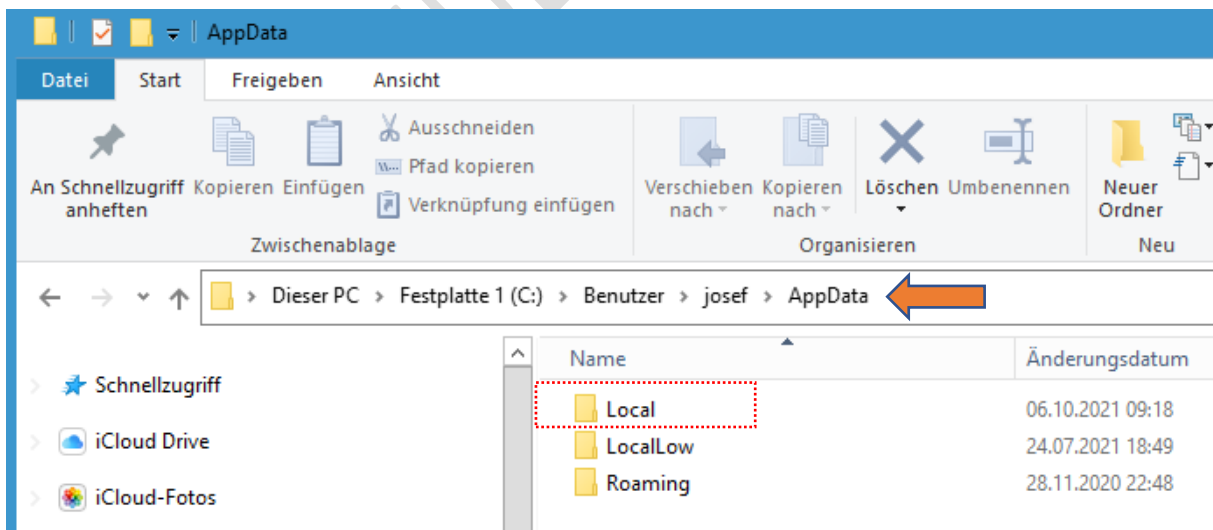 AppData
Datei Start Freigeben Ansicht
An Schnellzugriff
anheften
Kopieren
Einfügen
Ausschneiden
Pfad kopieren
Verknüpfung einfügen
Zwischenablage
Verschieben
nach
Kopieren
nach
Löschen
Umbenennen
Organisieren
Neuer
Ordner
Neu
Dieser PC > Festplatte 1 (C:) > Benutzer > josef > AppData
Schnellzugriff
iCloud Drive
iCloud-Fotos
Name Änderungsdatum
Local 06.10.2021 09:18
LocalLow 24.07.2021 18:49
Roaming 28.11.2020 22:48